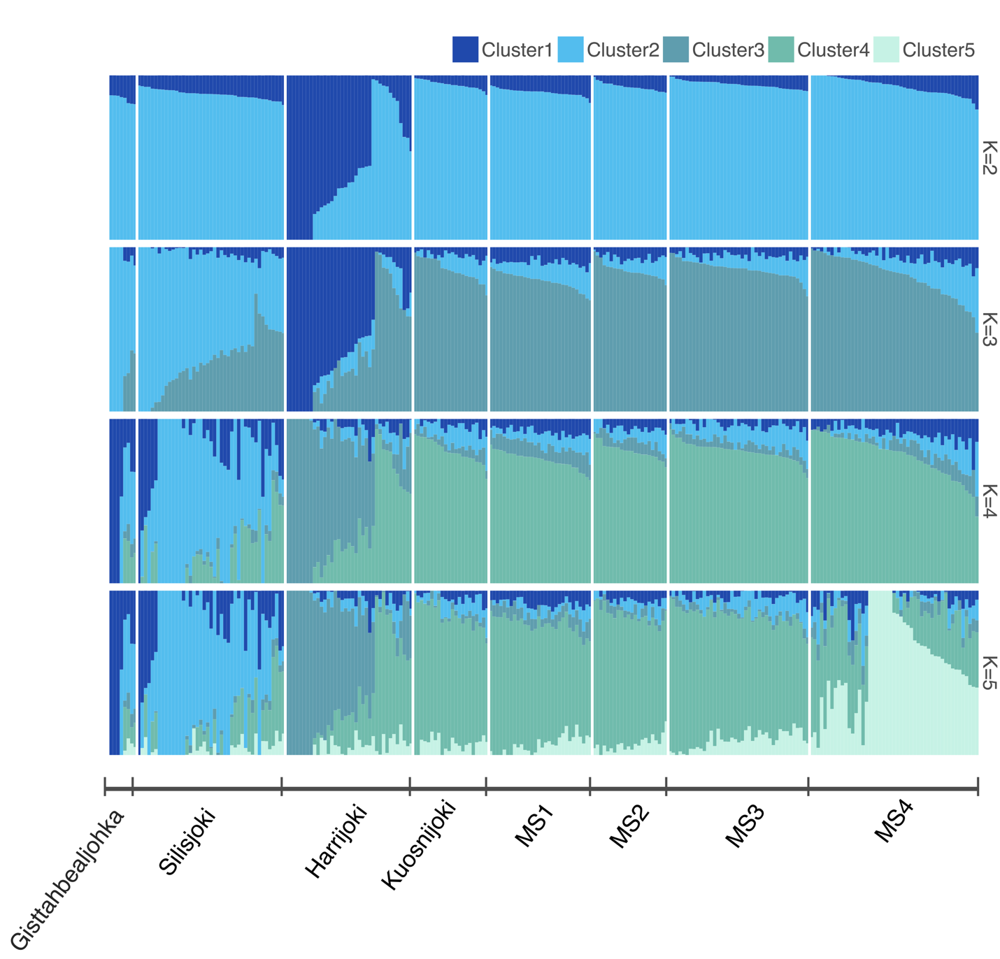 Cluster1 Cluster2 Cluster3 Cluster4 Cluster5
K=2
K=3
K=4
K=5
Gisttahbealjohka
Silisjoki
Harrijoki
Kuosnijoki
MS1
MS2
MS3
MS4